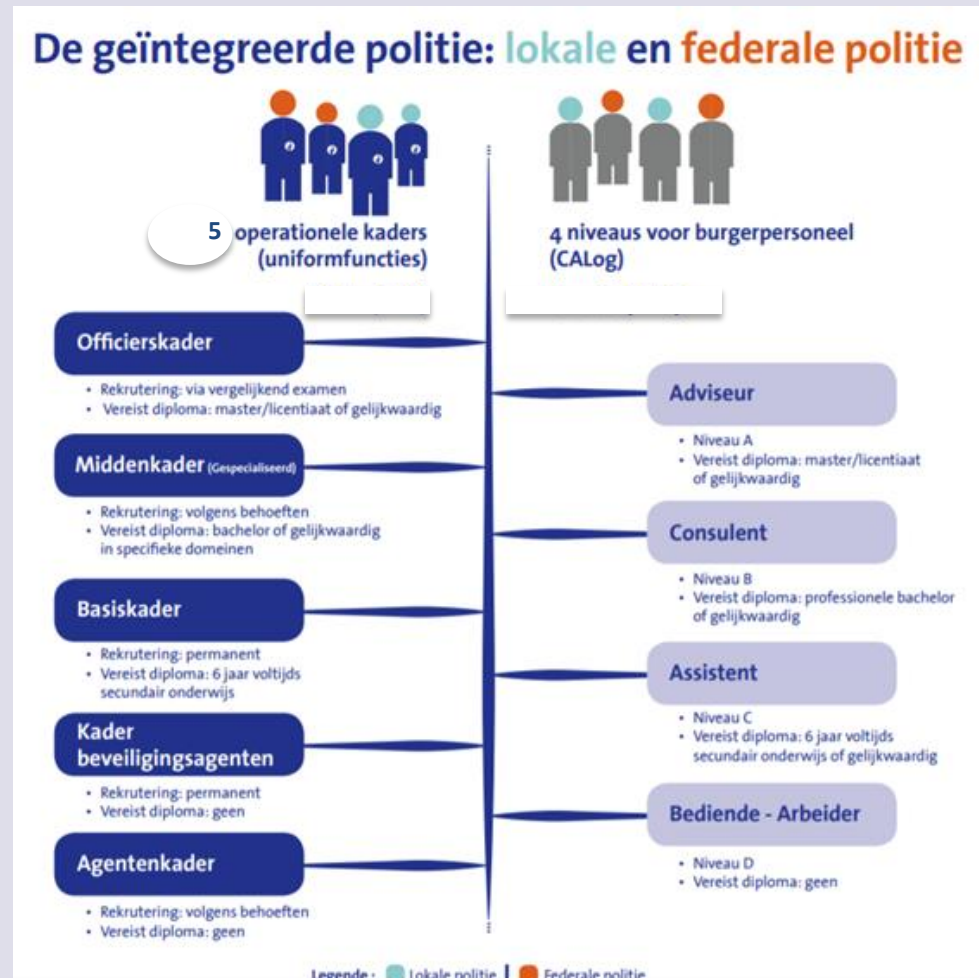 De geïntegreerde politie: lokale en federale politie
5 operationele kaders
(uniformfuncties)
4 niveaus voor burgerpersoneel
(CALog)
Officierskader
• Rekrutering: via vergelijkend examen
• Vereist diploma: master/licentiaat of gelijkwaardig
Middenkader (Gespecialiseerd)
• Rekrutering: volgens behoeften
• Vereist diploma: bachelor of gelijkwaardig
in specifieke domeinen
Basiskader
• Rekrutering: permanent
• Vereist diploma: 6 jaar voltijds
secundair onderwijs
Kader
beveiligingsagenten
• Rekrutering: permanent
• Vereist diploma: geen
Agentenkader
• Rekrutering: volgens behoeften
• Vereist diploma: geen
Adviseur
• Niveau A
• Vereist diploma: master/licentiaat
of gelijkwaardig
Consulent
• Niveau B
• Vereist diploma: professionele bachelor
of gelijkwaardig
Assistent
• Niveau C
• Vereist diploma: 6 jaar voltijds
secundair onderwijs of gelijkwaardig
Bediende - Arbeider
• Niveau D
• Vereist diploma: geen
Legende : Lokale politie Federale politie